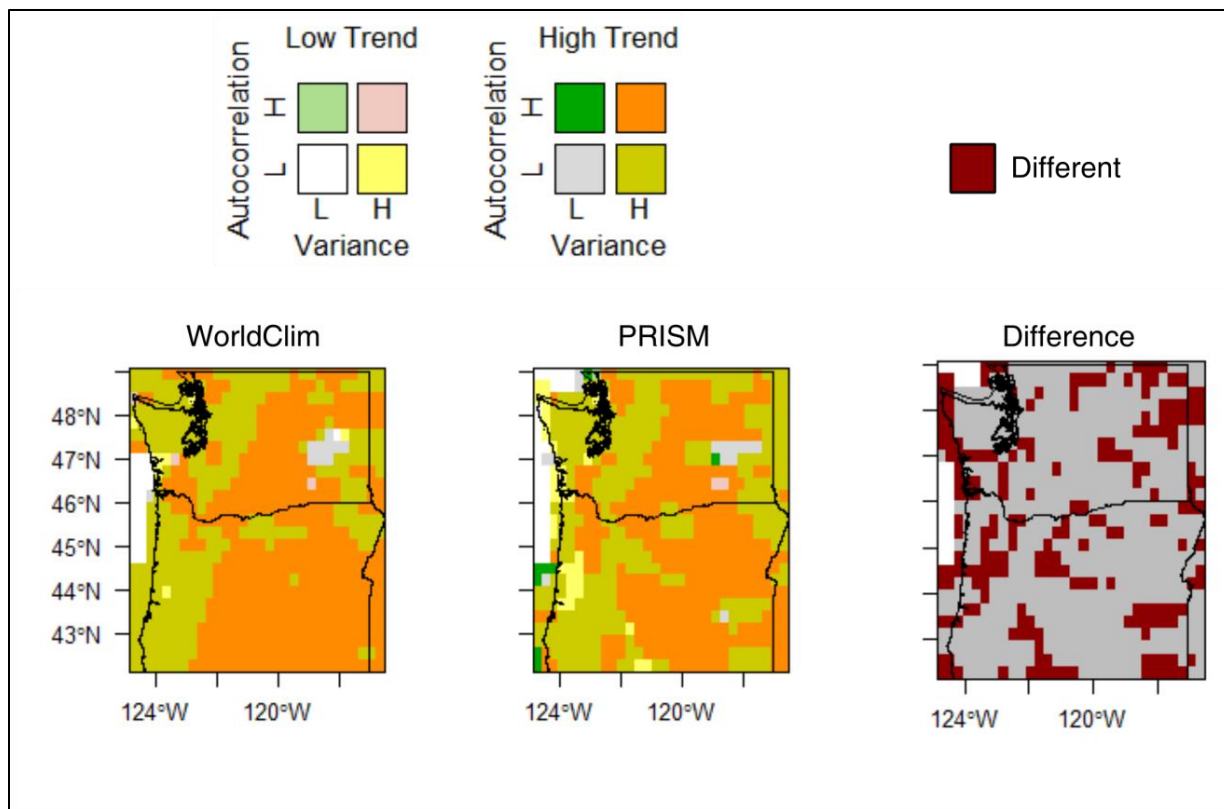 Low Trend High Trend
Autocorrelation
H
L
L H
Variance
Autocorrelation
H
L
L H
Variance
Different
WorldClim PRISM Difference
48°N
47°N
46°N
45°N
44°N
43°N
124°W 120°W
124°W 120°W
124°W 120°W